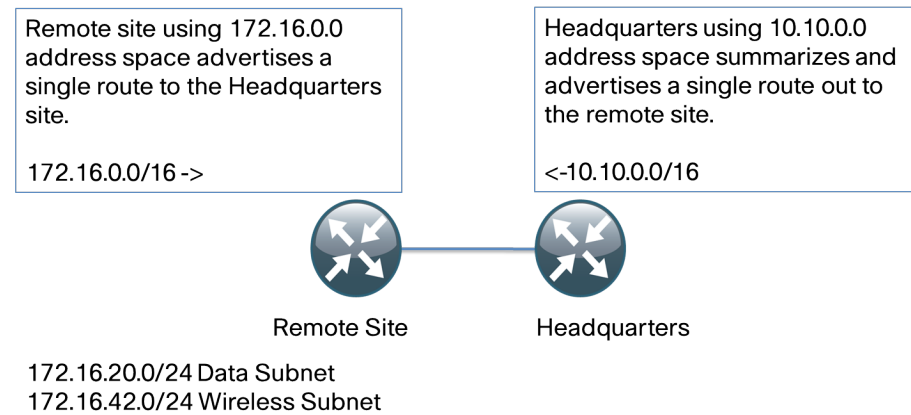 Remote site using 172.16.0.0
address space advertises a
single route to the Headquarters
site.
172.16.0.0/16 ->
Headquarters using 10.10.0.0
address space summarizes and
advertises a single route out to
the remote site.
<-10.10.0.0/16
Remote Site
Headquarters
172.16.20.0/24 Data Subnet
172.16.42.0/24 Wireless Subnet